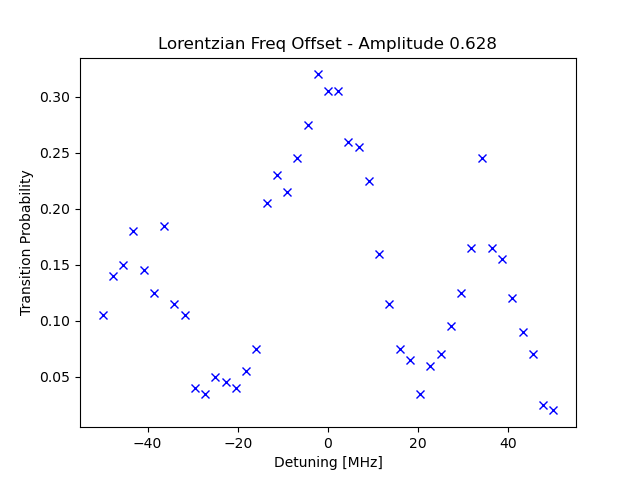 Lorentzian Freq Offset - Amplitude 0.628
Transition Probability
0.30
0.25
0.20
0.15
0.10
0.05
−40 −20 0 20 40
Detuning [MHz]